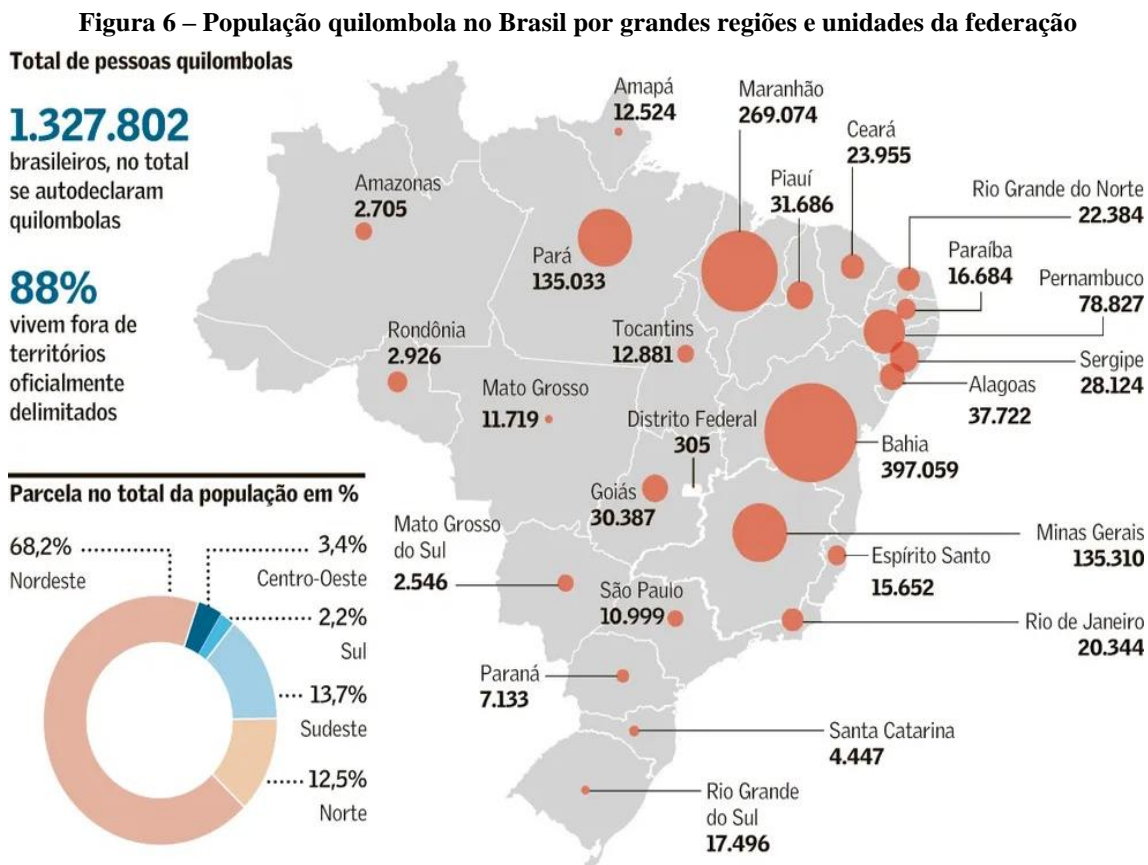 Figura 6 – População quilombola no Brasil por grandes regiões e unidades da federação
Total de pessoas quilombolas
1.327.802
brasileiros, no total
se autodeclaram
quilombolas
88%
vivem fora de
territórios
oficialmente
delimitados
Amapá
12.524
Maranhão
269.074
Ceará
23.955
Piauí
31.686
Rio Grande do Norte
22.384
Paraíba
16.684
Pernambuco
78.827
Sergipe
28.124
Alagoas
37.722
Bahia
397.059
Amazonas
2.705
Pará
135.033
Rondônia
2.926
Tocantins
12.881
Mato Grosso
11.719
Distrito Federal
305
Goiás
30.387
Minas Gerais
135.310
Espírito Santo
15.652
Mato Grosso
do Sul
2.546
São Paulo
10.999
Rio de Janeiro
20.344
Paraná
7.133
Santa Catarina
4.447
Rio Grande
do Sul
17.496
Parcela no total da população em %
68,2%
Nordeste
3,4%
Centro-Oeste
2,2%
Sul
13,7%
Sudeste
12,5%
Norte